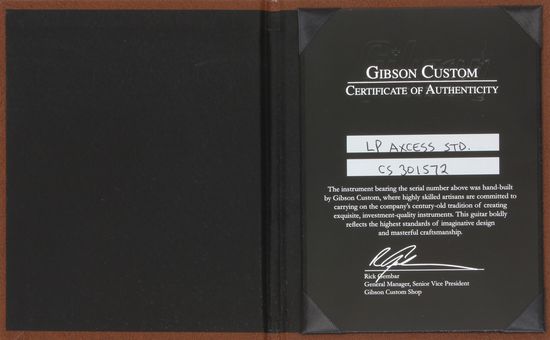 GIBSON CUSTOM
CERTIFICATE OF AUTHENTICITY
LP AXCESS STD.
CS 301572
The instrument bearing the serial number above was hand-built
by Gibson Custom, where highly skilled artisans are committed to
carrying on the company's century-old tradition of creating
exquisite, investment-quality instruments. This guitar boldly
reflects the highest standards of imaginative design
and masterful craftsmanship.
Rick Gembar
General Manager, Senior Vice President
Gibson Custom Shop